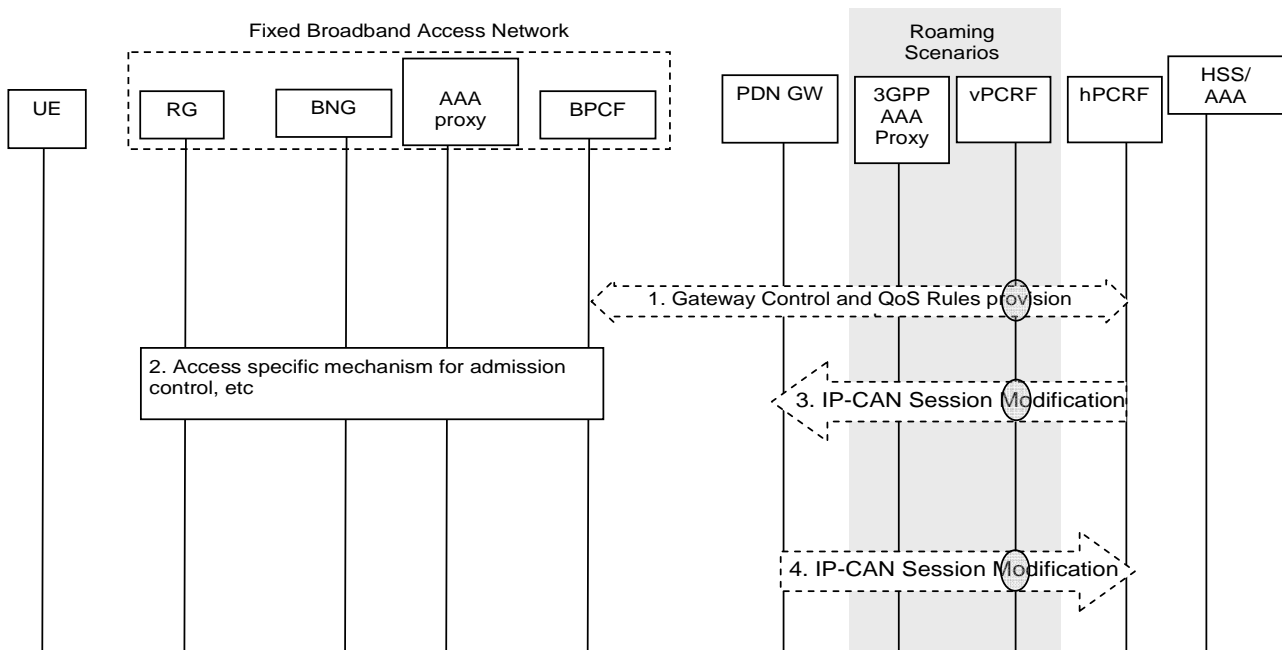 Fixed Broadband Access Network
Roaming
Scenarios
UE
RG
BNG
AAA
proxy
BPCF
PDN GW
3GPP
AAA
Proxy
vPCRF
hPCRF
HSS/
AAA
1. Gateway Control and QoS Rules provision
2. Access specific mechanism for admission
control, etc
3. IP-CAN Session Modification
4. IP-CAN Session Modification